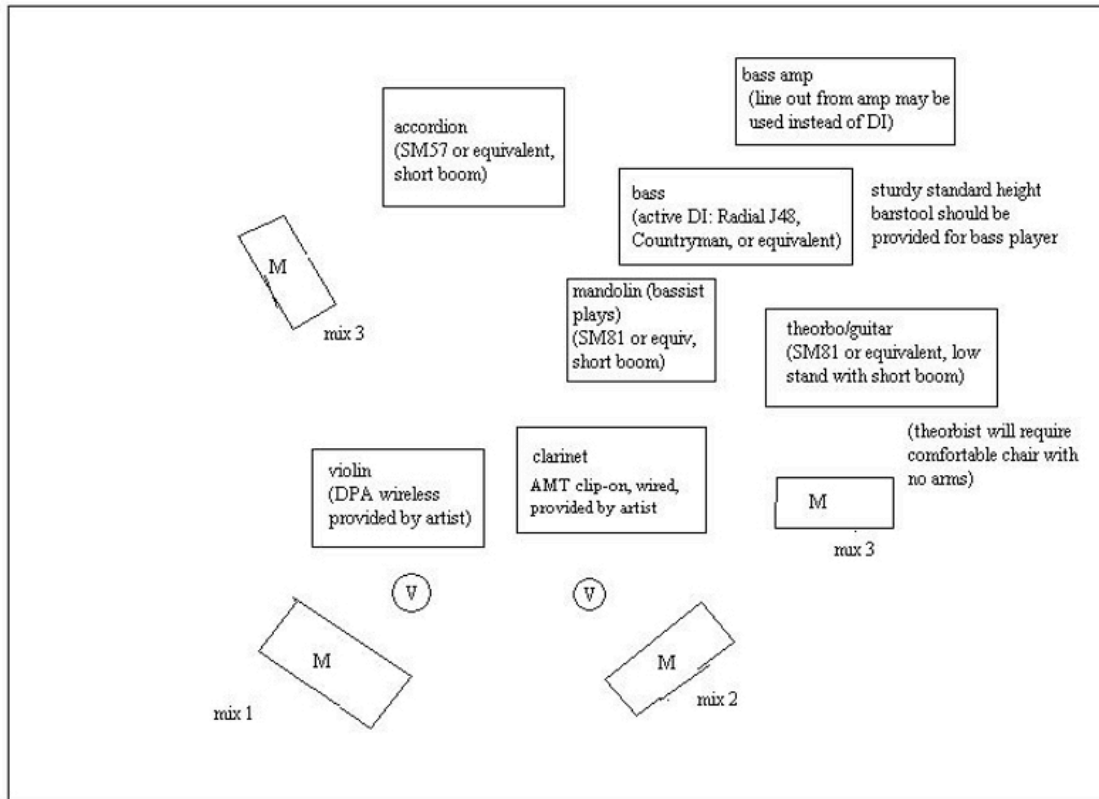 bass amp
(line out from amp may be
used instead of DI)
accordion
(SM57 or equivalent,
short boom)
bass
(active DI: Radial J48,
Countryman, or equivalent)
sturdy standard height
barstool should be
provided for bass player
M
mix 3
mandolin (bassist
plays)
(SM81 or equiv,
short boom)
theorbo/guitar
(SM81 or equivalent, low
stand with short boom)
(theorbist will require
comfortable chair with
no arms)
violin
(DPA wireless
provided by artist)
clarinet
AMT clip-on, wired,
provided by artist
M
mix 3
V
V
M
mix 1
M
mix 2